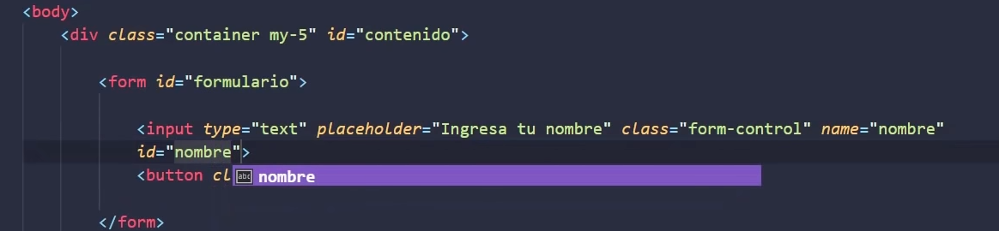 <body>
<div class="container my-5" id="contenido">
<form id="formulario">
<input type="text" placeholder="Ingresa tu nombre" class="form-control" name="nombre"
id="nombre">
<button cl
abc nombre
</form>